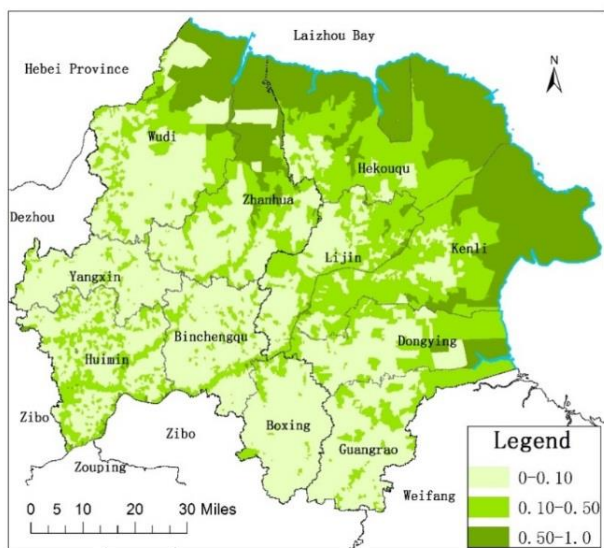 Laizhou Bay
Hebei Province
N
Wudi
Hekouqu
Zhanhua
Dezhou
Lijin
Kenli
Yangxin
Binchengqu
Dongying
Huimin
Zibo
Zibo
Boxing
Guangrao
Zouping
Weifang
Legend
0-0.10
0.10-0.50
0.50-1.0
0 5 10 20 30 Miles